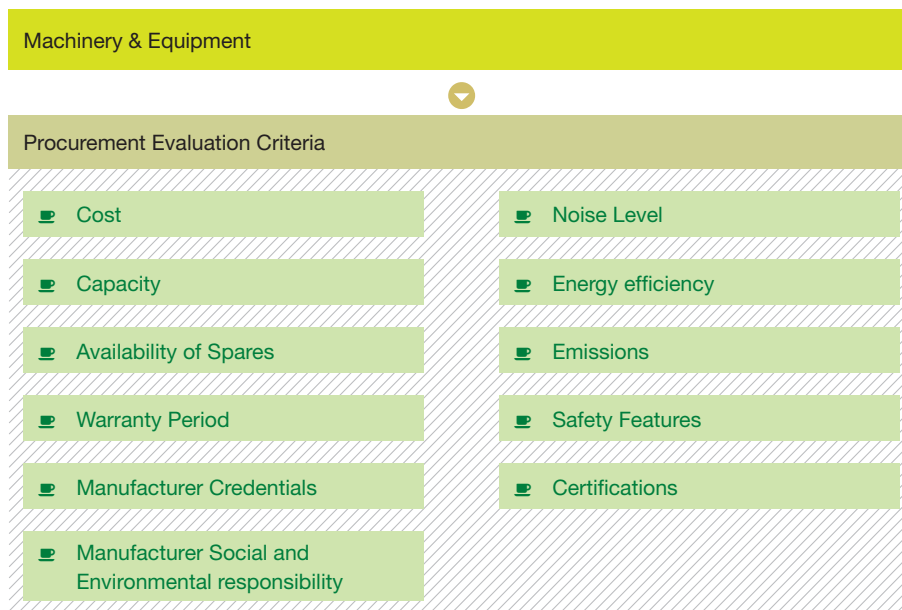 Machinery & Equipment
Procurement Evaluation Criteria
Cost
Capacity
Availability of Spares
Warranty Period
Manufacturer Credentials
Manufacturer Social and
Environmental responsibility
Noise Level
Energy efficiency
Emissions
Safety Features
Certifications